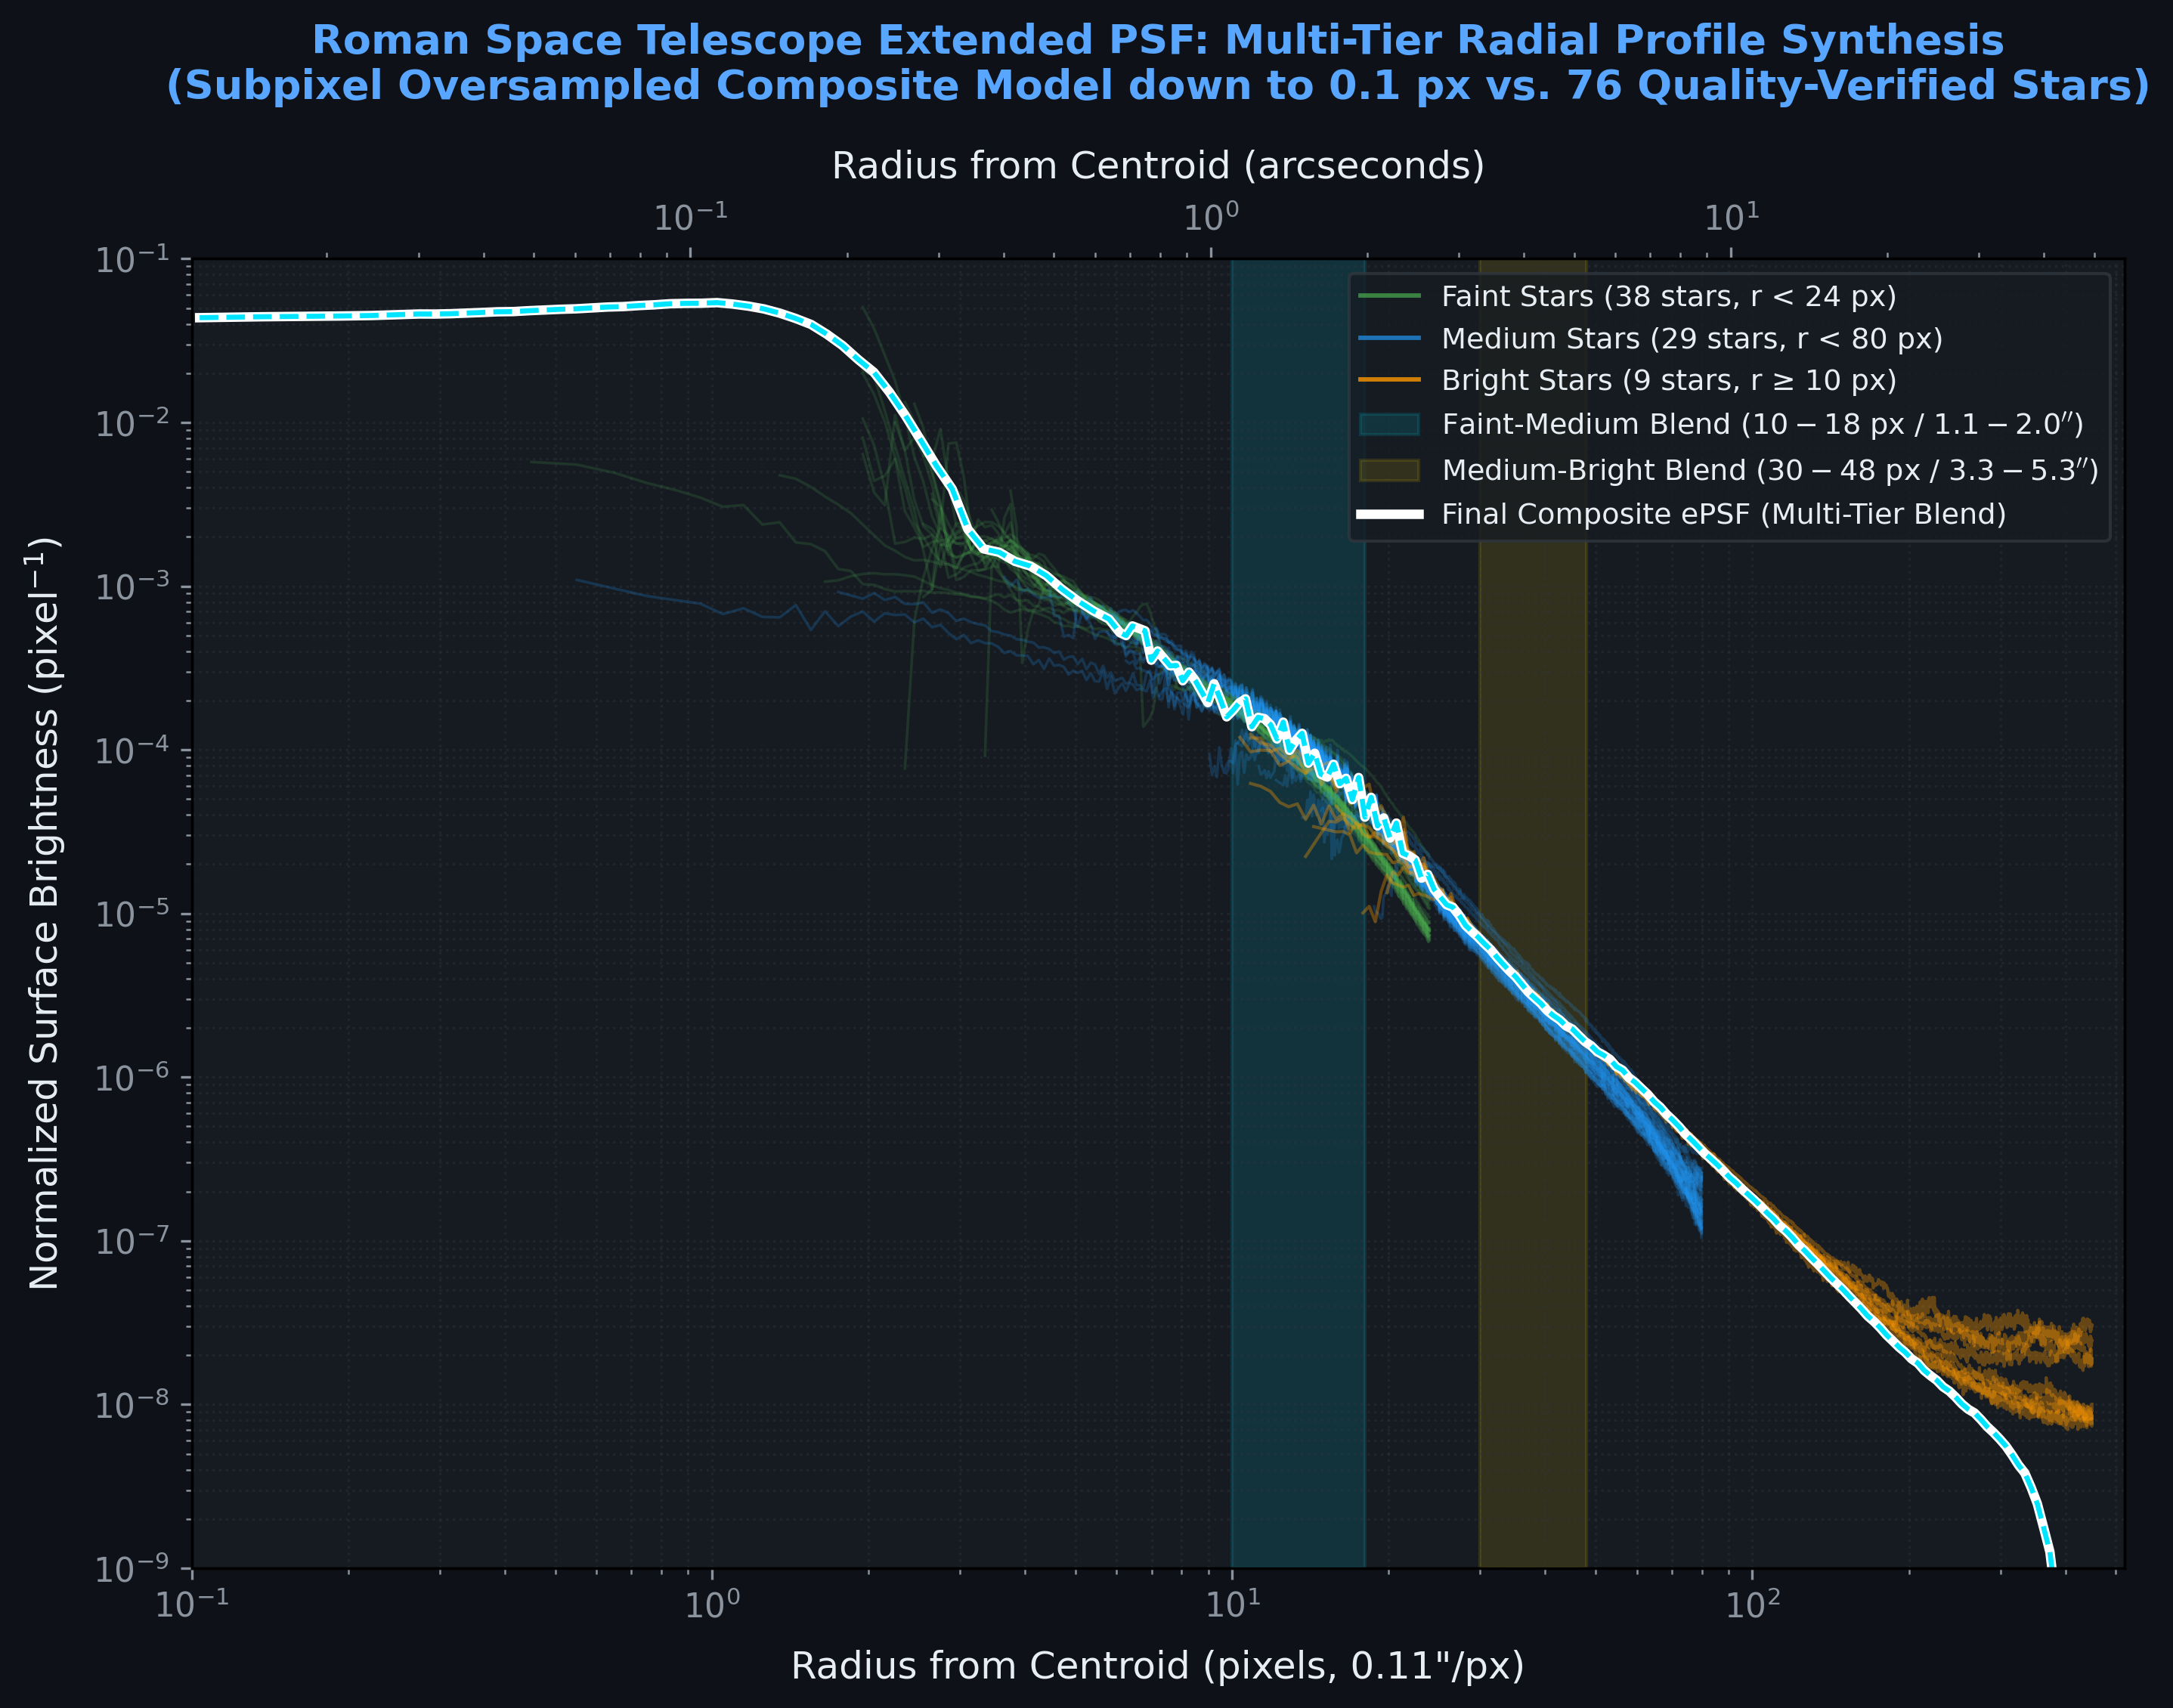 Roman Space Telescope Extended PSF: Multi-Tier Radial Profile Synthesis
(Subpixel Oversampled Composite Model down to 0.1 px vs. 76 Quality-Verified Stars)
Radius from Centroid (arcseconds)
10⁻¹ 10⁰ 10¹
Normalized Surface Brightness (pixel⁻¹)
10⁻¹
10⁻²
10⁻³
10⁻⁴
10⁻⁵
10⁻⁶
10⁻⁷
10⁻⁸
10⁻⁹
Faint Stars (38 stars, r < 24 px)
Medium Stars (29 stars, r < 80 px)
Bright Stars (9 stars, r ≥ 10 px)
Faint-Medium Blend (10 − 18 px / 1.1 − 2.0″)
Medium-Bright Blend (30 − 48 px / 3.3 − 5.3″)
Final Composite ePSF (Multi-Tier Blend)
10⁻¹ 10⁰ 10¹ 10²
Radius from Centroid (pixels, 0.11"/px)